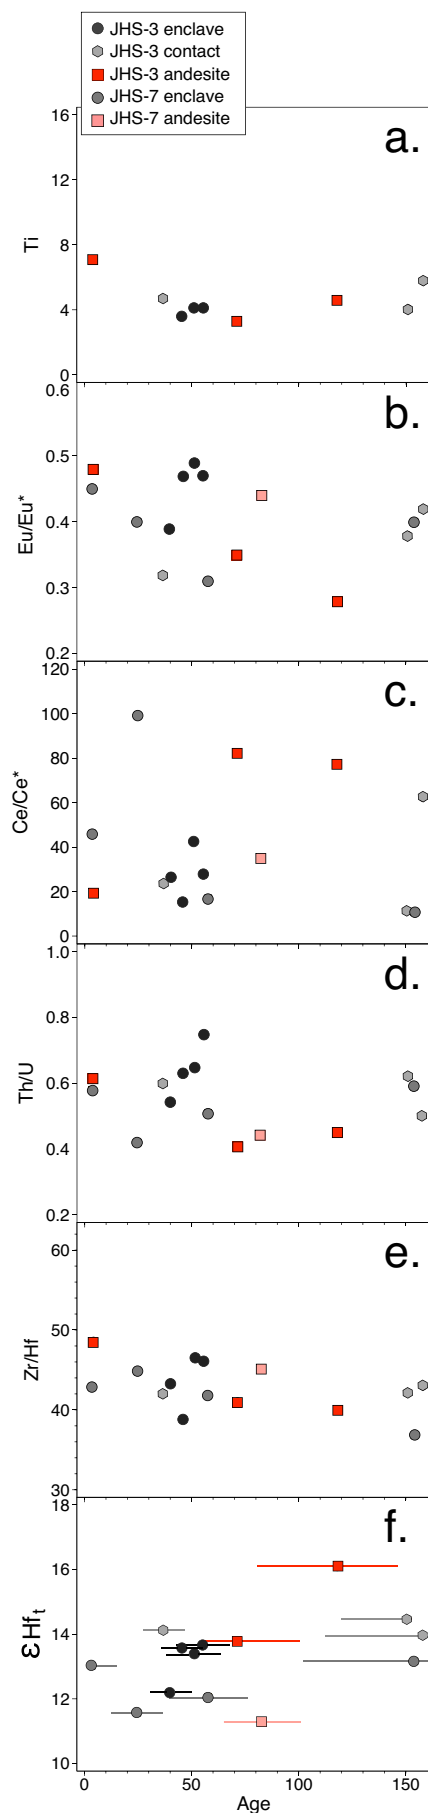 JHS-3 enclave
JHS-3 contact
JHS-3 andesite
JHS-7 enclave
JHS-7 andesite
a.
16
12
8
4
0
Ti
b.
0.6
0.5
0.4
0.3
0.2
Eu/Eu*
c.
120
100
80
60
40
20
0
Ce/Ce*
d.
1.0
0.8
0.6
0.4
0.2
Th/U
e.
60
50
40
30
Zr/Hf
f.
18
16
14
12
10
εHft
0 50 100 150
Age